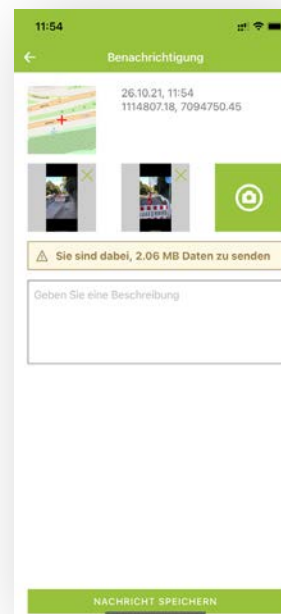 11:54
Benachrichtigung
26.10.21, 11:54
1114807.18, 7094750.45
Sie sind dabei, 2.06 MB Daten zu senden
Geben Sie eine Beschreibung
NACHRICHT SPEICHERN